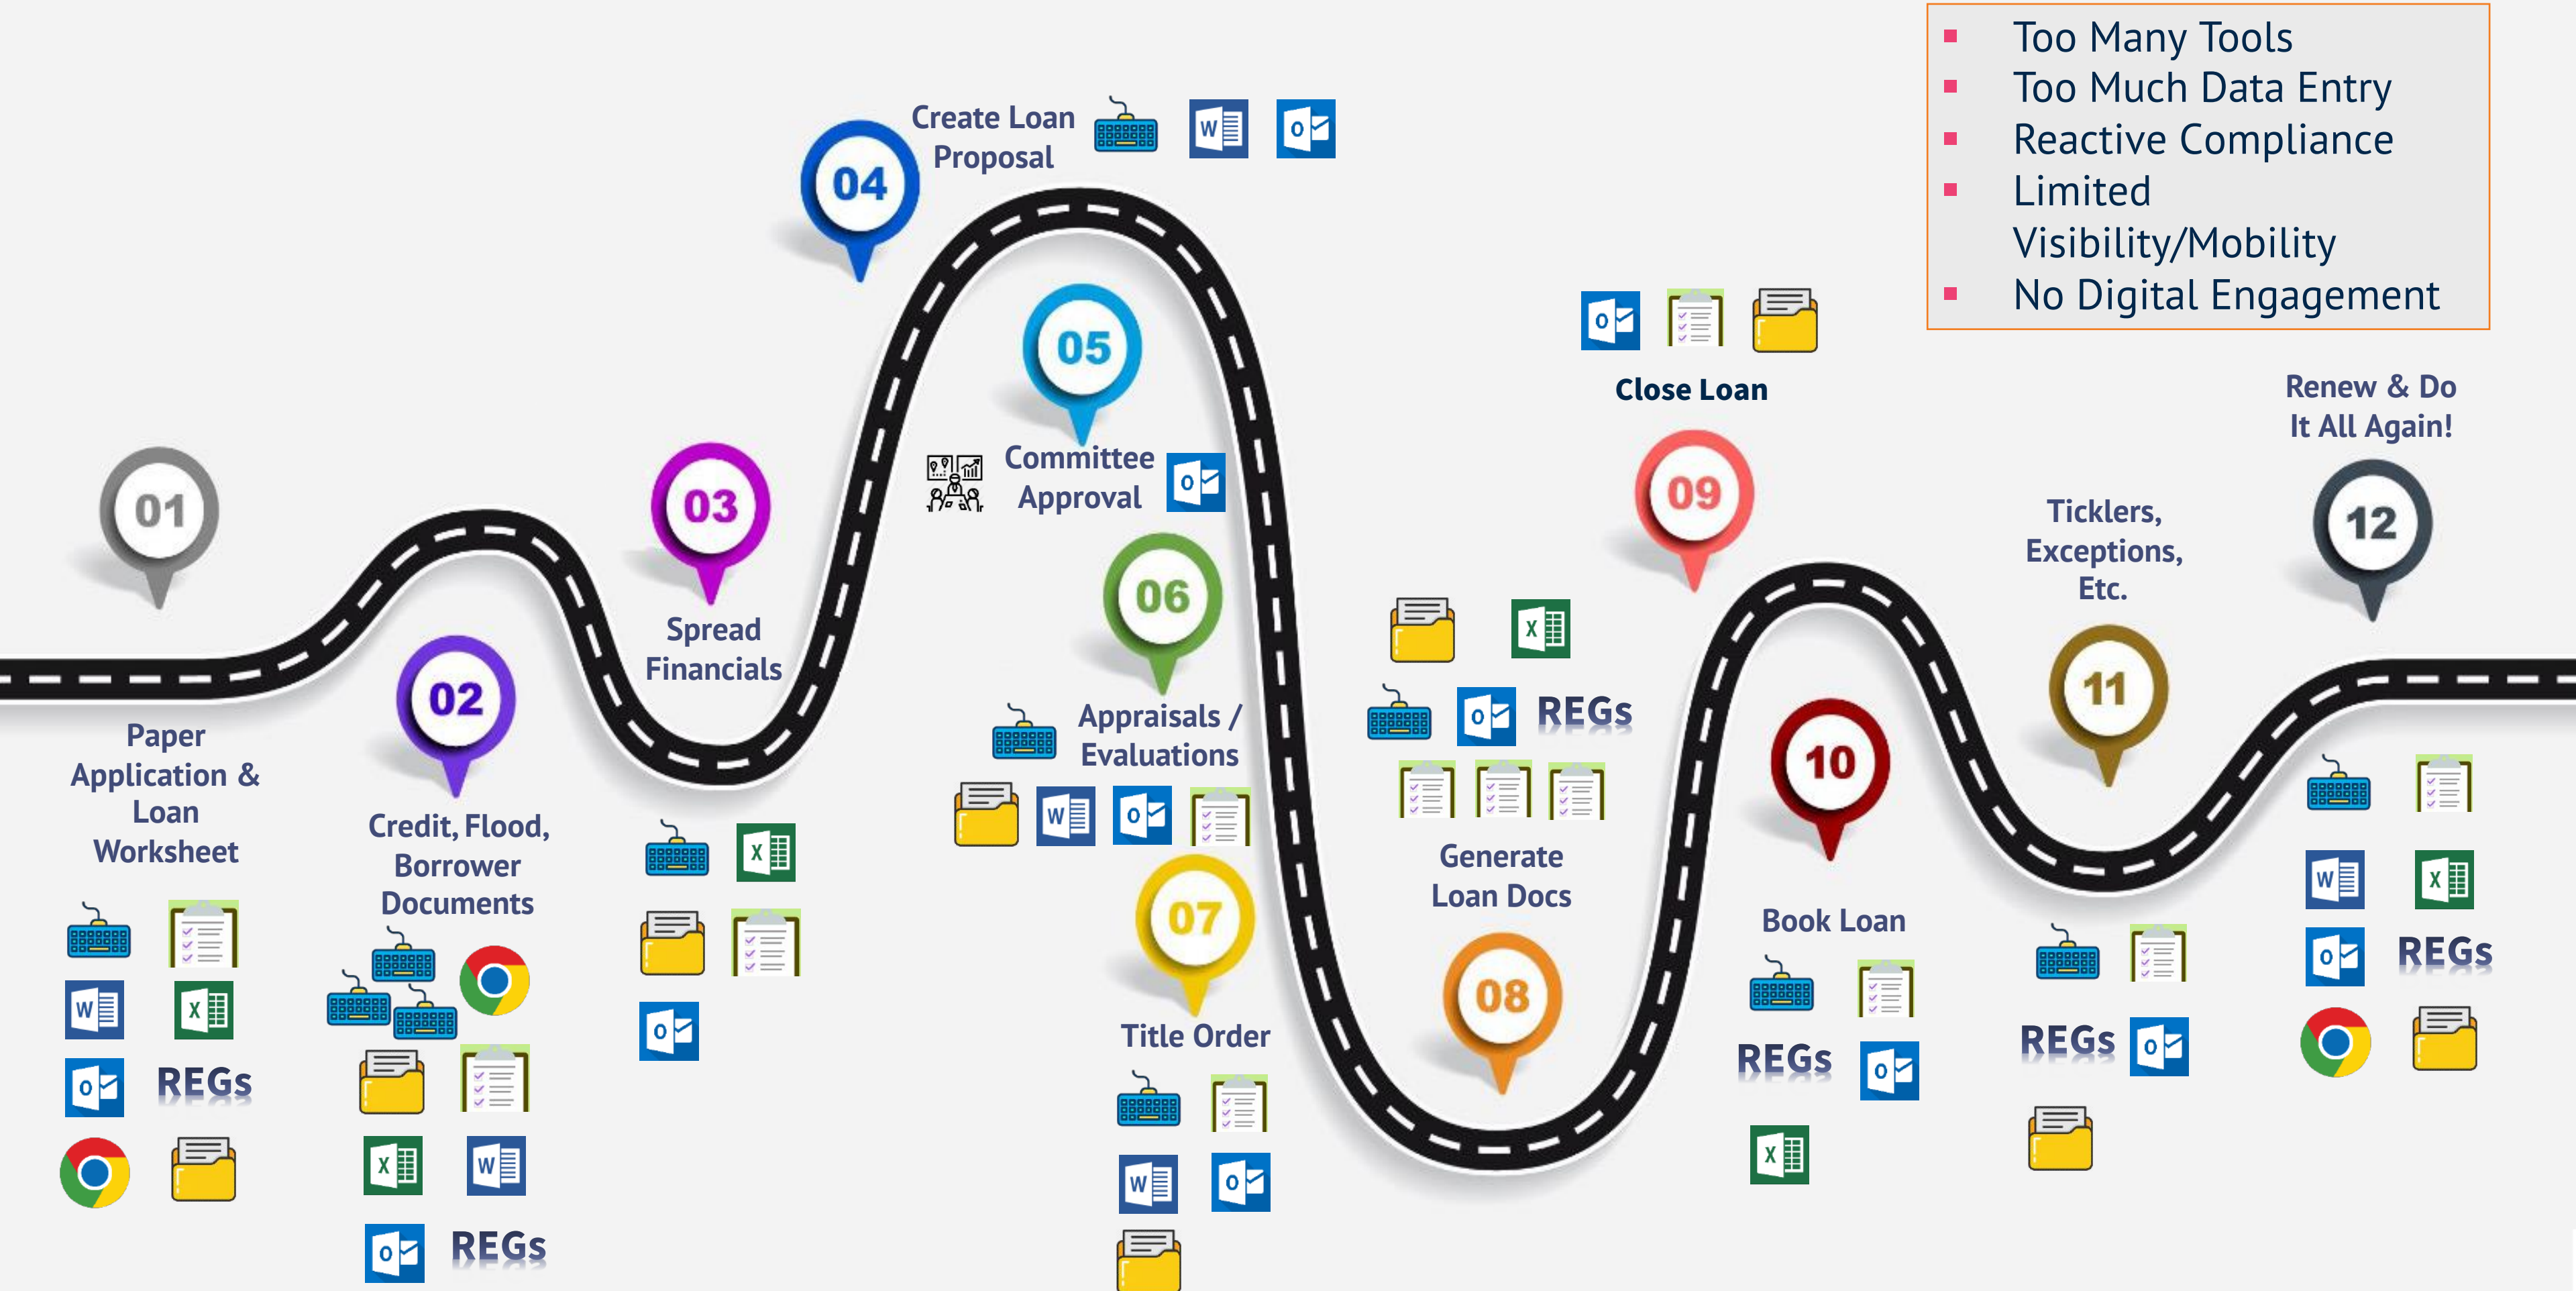 Too Many Tools
Too Much Data Entry
Reactive Compliance
Limited
Visibility/Mobility
No Digital Engagement
01
Paper
Application &
Loan
Worksheet
W
X
O
REGs
02
Credit, Flood,
Borrower
Documents
X
W
O
REGs
03
Spread
Financials
X
O
04
Create Loan
Proposal
W
O
05
Committee
Approval
O
06
Appraisals /
Evaluations
W
O
07
Title Order
W
O
X
O
REGs
Generate
Loan Docs
08
O
Close Loan
09
10
Book Loan
REGs
O
X
Ticklers,
Exceptions,
Etc.
11
REGs
O
Renew & Do
It All Again!
12
W
X
O
REGs